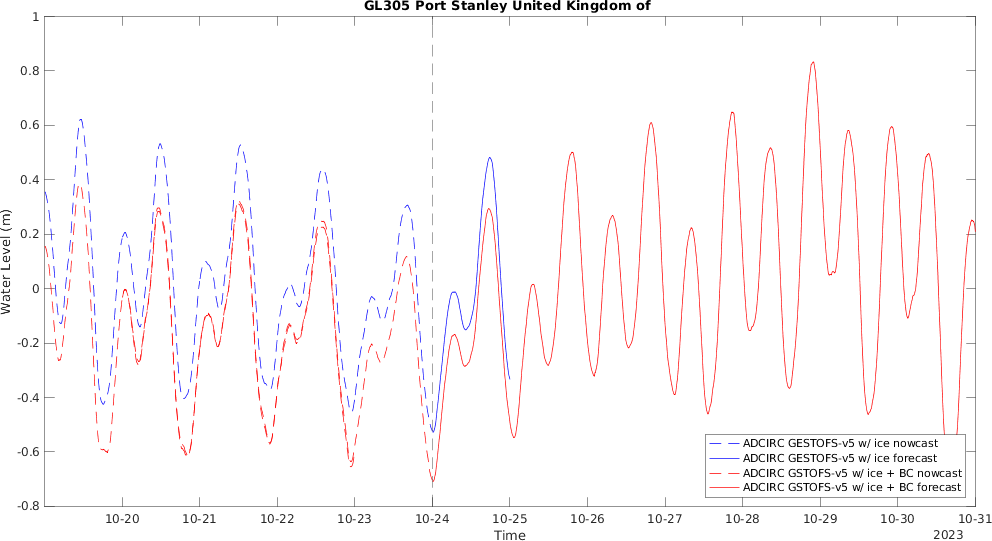 GL305 Port Stanley United Kingdom of
1
0.8
0.6
0.4
0.2
0
-0.2
-0.4
-0.6
-0.8
Water Level (m)
10-20 10-21 10-22 10-23 10-24 10-25 10-26 10-27 10-28 10-29 10-30 10-31
Time
2023
ADCIRC GESTOFS-v5 w/ ice nowcast
ADCIRC GESTOFS-v5 w/ ice forecast
ADCIRC GSTOFS-v5 w/ ice + BC nowcast
ADCIRC GSTOFS-v5 w/ ice + BC forecast